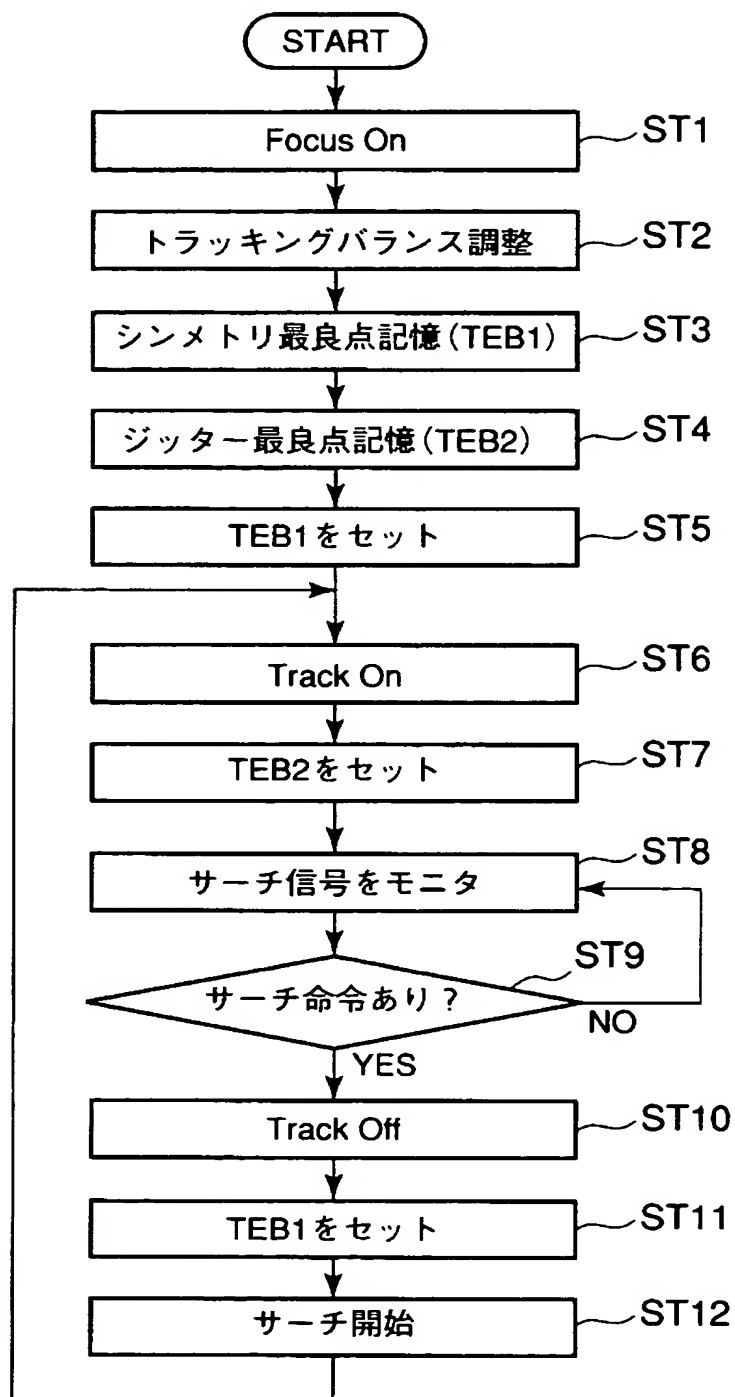 START
Focus On
ST1
トラッキングバランス調整
ST2
シンメトリ最良点記憶(TEB1)
ST3
ジッター最良点記憶(TEB2)
ST4
TEB1をセット
ST5
Track On
ST6
TEB2をセット
ST7
サーチ信号をモニタ
ST8
サーチ命令あり?
ST9
NO
YES
Track Off
ST10
TEB1をセット
ST11
サーチ開始
ST12